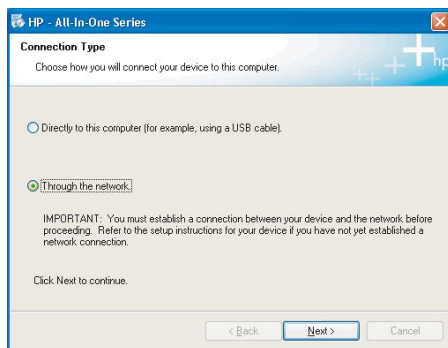 HP - All-In-One Series
Connection Type
Choose how you will connect your device to this computer.
hp
Directly to this computer (for example, using a USB cable).
Through the network.
IMPORTANT: You must establish a connection between your device and the network before
proceeding. Refer to the setup instructions for your device if you have not yet established a
network connection.
Click Next to continue.
< Back
Next >
Cancel